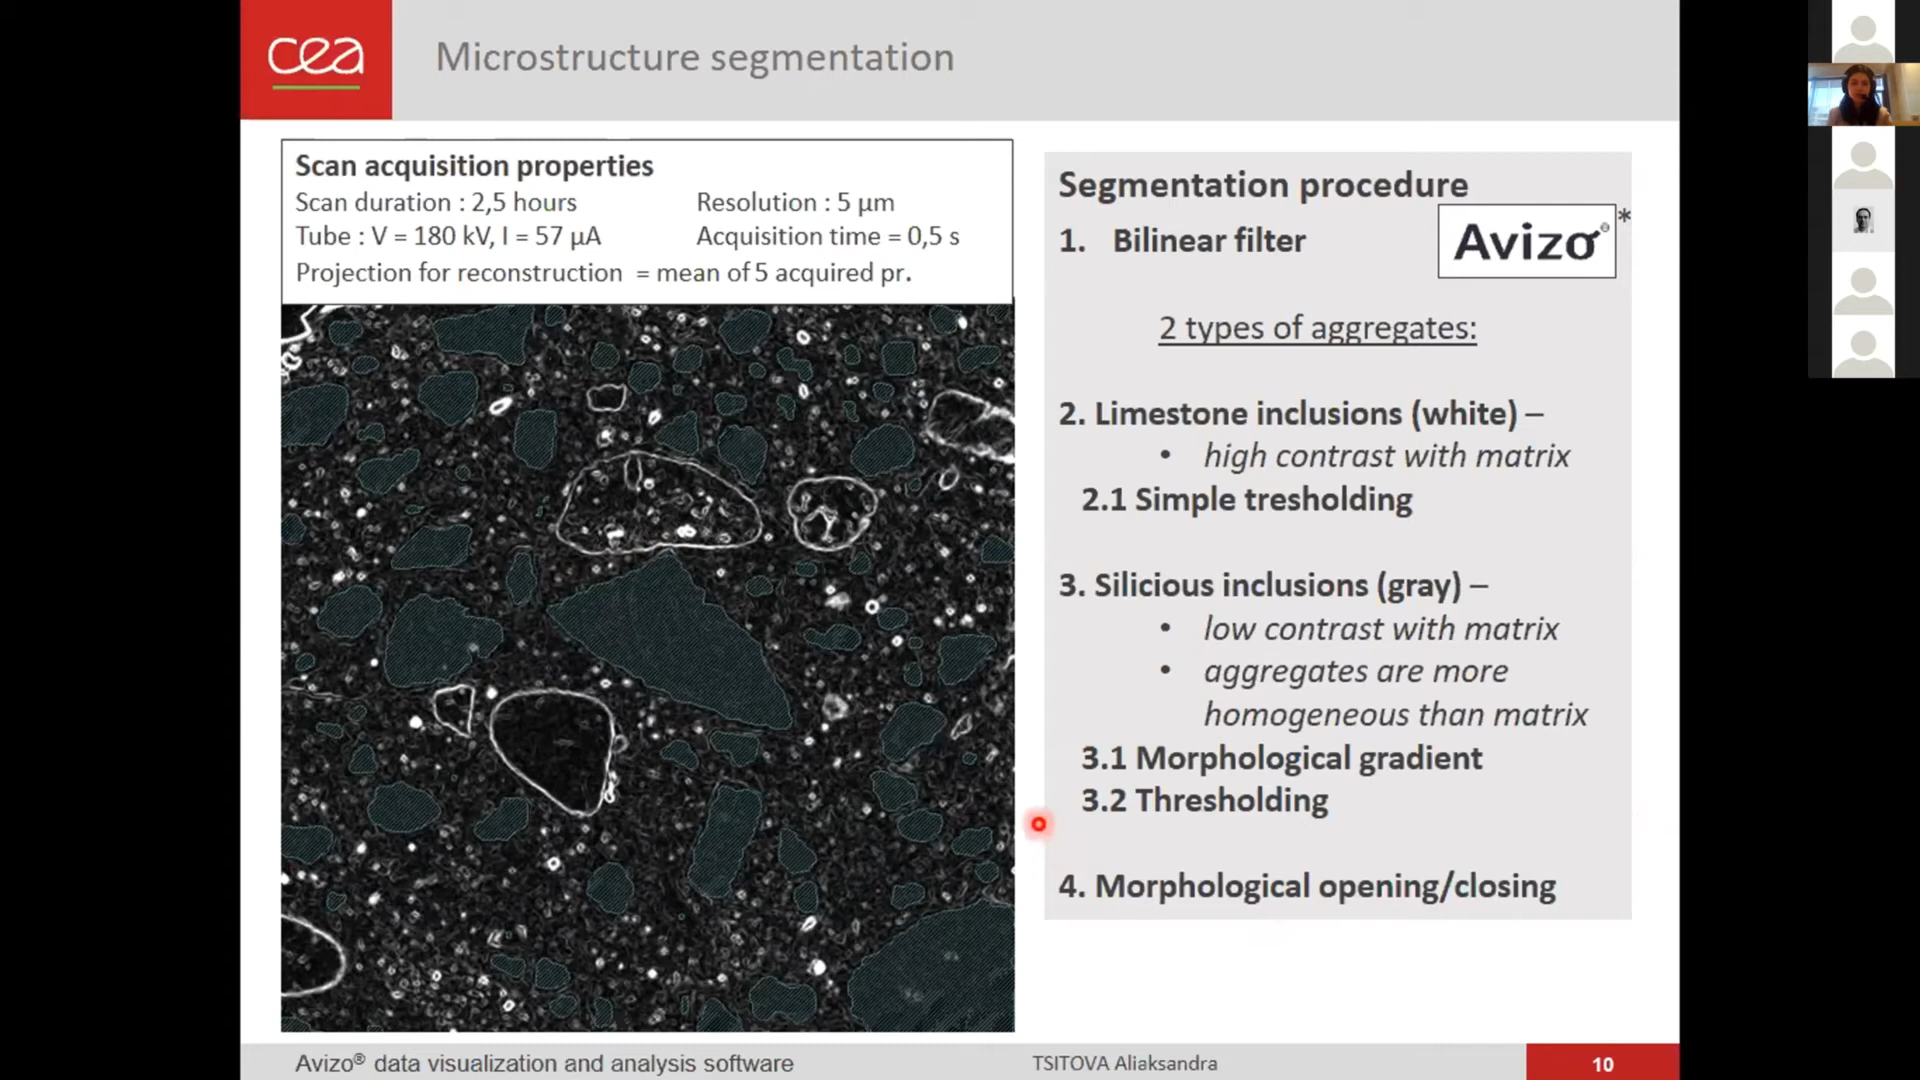 cea
Microstructure segmentation
Scan acquisition properties
Scan duration : 2,5 hours
Resolution : 5 µm
Tube : V = 180 kV, I = 57 µA
Acquisition time = 0,5 s
Projection for reconstruction = mean of 5 acquired pr.
Segmentation procedure
1. Bilinear filter
Avizo® *
2 types of aggregates:
2. Limestone inclusions (white) –
• high contrast with matrix
2.1 Simple tresholding
3. Silicious inclusions (gray) –
• low contrast with matrix
• aggregates are more
homogeneous than matrix
3.1 Morphological gradient
3.2 Thresholding
4. Morphological opening/closing
Avizo® data visualization and analysis software
TSITOVA Aliaksandra
10